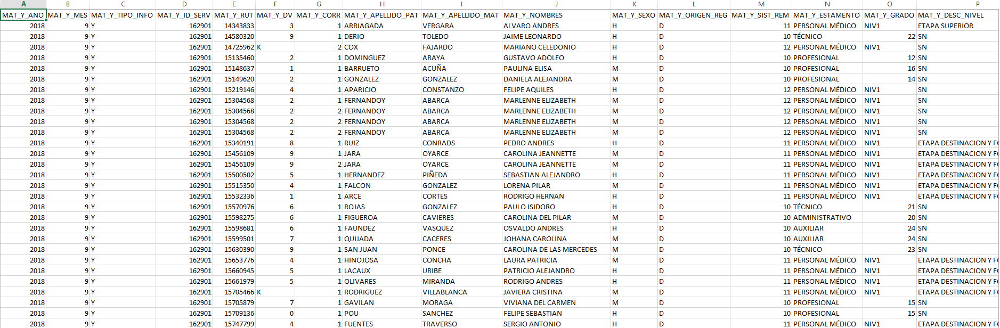 A B C D E F G H I J K L M N O P
MAT_Y_ANO MAT_Y_MES MAT_Y_TIPO_INFO MAT_Y_ID_SERV MAT_Y_RUT MAT_Y_DV MAT_Y_CORR MAT_Y_APELLIDO_PAT MAT_Y_APELLIDO_MAT MAT_Y_NOMBRES MAT_Y_SEXO MAT_Y_ORIGEN_REG MAT_Y_SIST_REM MAT_Y_ESTAMENTO MAT_Y_GRADO MAT_Y_DESC_NIVEL
2018 9 Y 162901 14343833 3 1 ARRIAGADA VERGARA ALVARO ANDRES H D 11 PERSONAL MÉDICO NIV1 ETAPA SUPERIOR
2018 9 Y 162901 14580320 9 1 DERIO TOLEDO JAIME LEONARDO H D 10 TÉCNICO 22 SN
2018 9 Y 162901 14725962 K 2 COX FAJARDO MARIANO CELEDONIO H D 12 PERSONAL MÉDICO NIV1 SN
2018 9 Y 162901 15135460 2 1 DOMINGUEZ ARAYA GUSTAVO ADOLFO H D 10 PROFESIONAL 12 SN
2018 9 Y 162901 15148637 1 1 BARRUETO ACUÑA PAULINA ELISA M D 10 PROFESIONAL 16 SN
2018 9 Y 162901 15149620 2 1 GONZALEZ GONZALEZ DANIELA ALEJANDRA M D 10 PROFESIONAL 14 SN
2018 9 Y 162901 15219146 4 1 APARICIO CONSTANZO FELIPE AQUILES H D 12 PERSONAL MÉDICO NIV1 SN
2018 9 Y 162901 15304568 2 1 FERNANDOY ABARCA MARLENNE ELIZABETH M D 12 PERSONAL MÉDICO NIV1 SN
2018 9 Y 162901 15304568 2 2 FERNANDOY ABARCA MARLENNE ELIZABETH M D 12 PERSONAL MÉDICO NIV1 SN
2018 9 Y 162901 15304568 2 2 FERNANDOY ABARCA MARLENNE ELIZABETH M D 12 PERSONAL MÉDICO NIV1 SN
2018 9 Y 162901 15304568 2 2 FERNANDOY ABARCA MARLENNE ELIZABETH M D 12 PERSONAL MÉDICO NIV1 SN
2018 9 Y 162901 15340191 8 1 RUIZ CONRADS PEDRO ANDRES H D 11 PERSONAL MÉDICO NIV1 ETAPA DESTINACION Y F
2018 9 Y 162901 15456109 9 1 JARA OYARCE CAROLINA JEANNETTE M D 11 PERSONAL MÉDICO NIV1 ETAPA DESTINACION Y F
2018 9 Y 162901 15456109 9 2 JARA OYARCE CAROLINA JEANNETTE M D 11 PERSONAL MÉDICO NIV1 ETAPA DESTINACION Y F
2018 9 Y 162901 15500502 5 1 HERNANDEZ PIÑEDA SEBASTIAN ALEJANDRO H D 11 PERSONAL MÉDICO NIV1 ETAPA DESTINACION Y F
2018 9 Y 162901 15515350 4 1 FALCON GONZALEZ LORENA PILAR M D 11 PERSONAL MÉDICO NIV1 ETAPA DESTINACION Y F
2018 9 Y 162901 15532336 1 1 ARCE CORTES RODRIGO HERNAN H D 11 PERSONAL MÉDICO NIV1 ETAPA DESTINACION Y F
2018 9 Y 162901 15570976 6 1 ROJAS GONZALEZ PAULO ISIDORO H D 10 TÉCNICO 21 SN
2018 9 Y 162901 15598275 6 1 FIGUEROA CAVIERES CAROLINA DEL PILAR M D 10 ADMINISTRATIVO 20 SN
2018 9 Y 162901 15598681 6 1 FAUNDEZ VASQUEZ OSVALDO ANDRES H D 10 AUXILIAR 24 SN
2018 9 Y 162901 15599501 7 1 QUIJADA CACERES JOHANA CAROLINA M D 10 AUXILIAR 24 SN
2018 9 Y 162901 15630390 9 1 SAN JUAN PONCE CAROLINA DE LAS MERCEDES M D 10 TÉCNICO 23 SN
2018 9 Y 162901 15653776 4 1 HINOJOSA CONCHA LAURA PATRICIA M D 11 PERSONAL MÉDICO NIV1 ETAPA DESTINACION Y F
2018 9 Y 162901 15660945 5 1 LACAUX URIBE PATRICIO ALEJANDRO H D 11 PERSONAL MÉDICO NIV1 ETAPA DESTINACION Y F
2018 9 Y 162901 15661979 5 1 OLIVARES MIRANDA RODRIGO ANDRES H D 11 PERSONAL MÉDICO NIV1 ETAPA DESTINACION Y F
2018 9 Y 162901 15705466 K 1 RODRIGUEZ VILLABLANCA JAVIERA CRISTINA M D 11 PERSONAL MÉDICO NIV1 ETAPA DESTINACION Y F
2018 9 Y 162901 15705879 7 1 GAVILAN MORAGA VIVIANA DEL CARMEN M D 10 PROFESIONAL 15 SN
2018 9 Y 162901 15709136 0 1 POU SANCHEZ FELIPE SEBASTIAN H D 10 PROFESIONAL 15 SN
2018 9 Y 162901 15747799 4 1 FUENTES TRAVERSO SERGIO ANTONIO H D 11 PERSONAL MÉDICO NIV1 ETAPA DESTINACION Y F